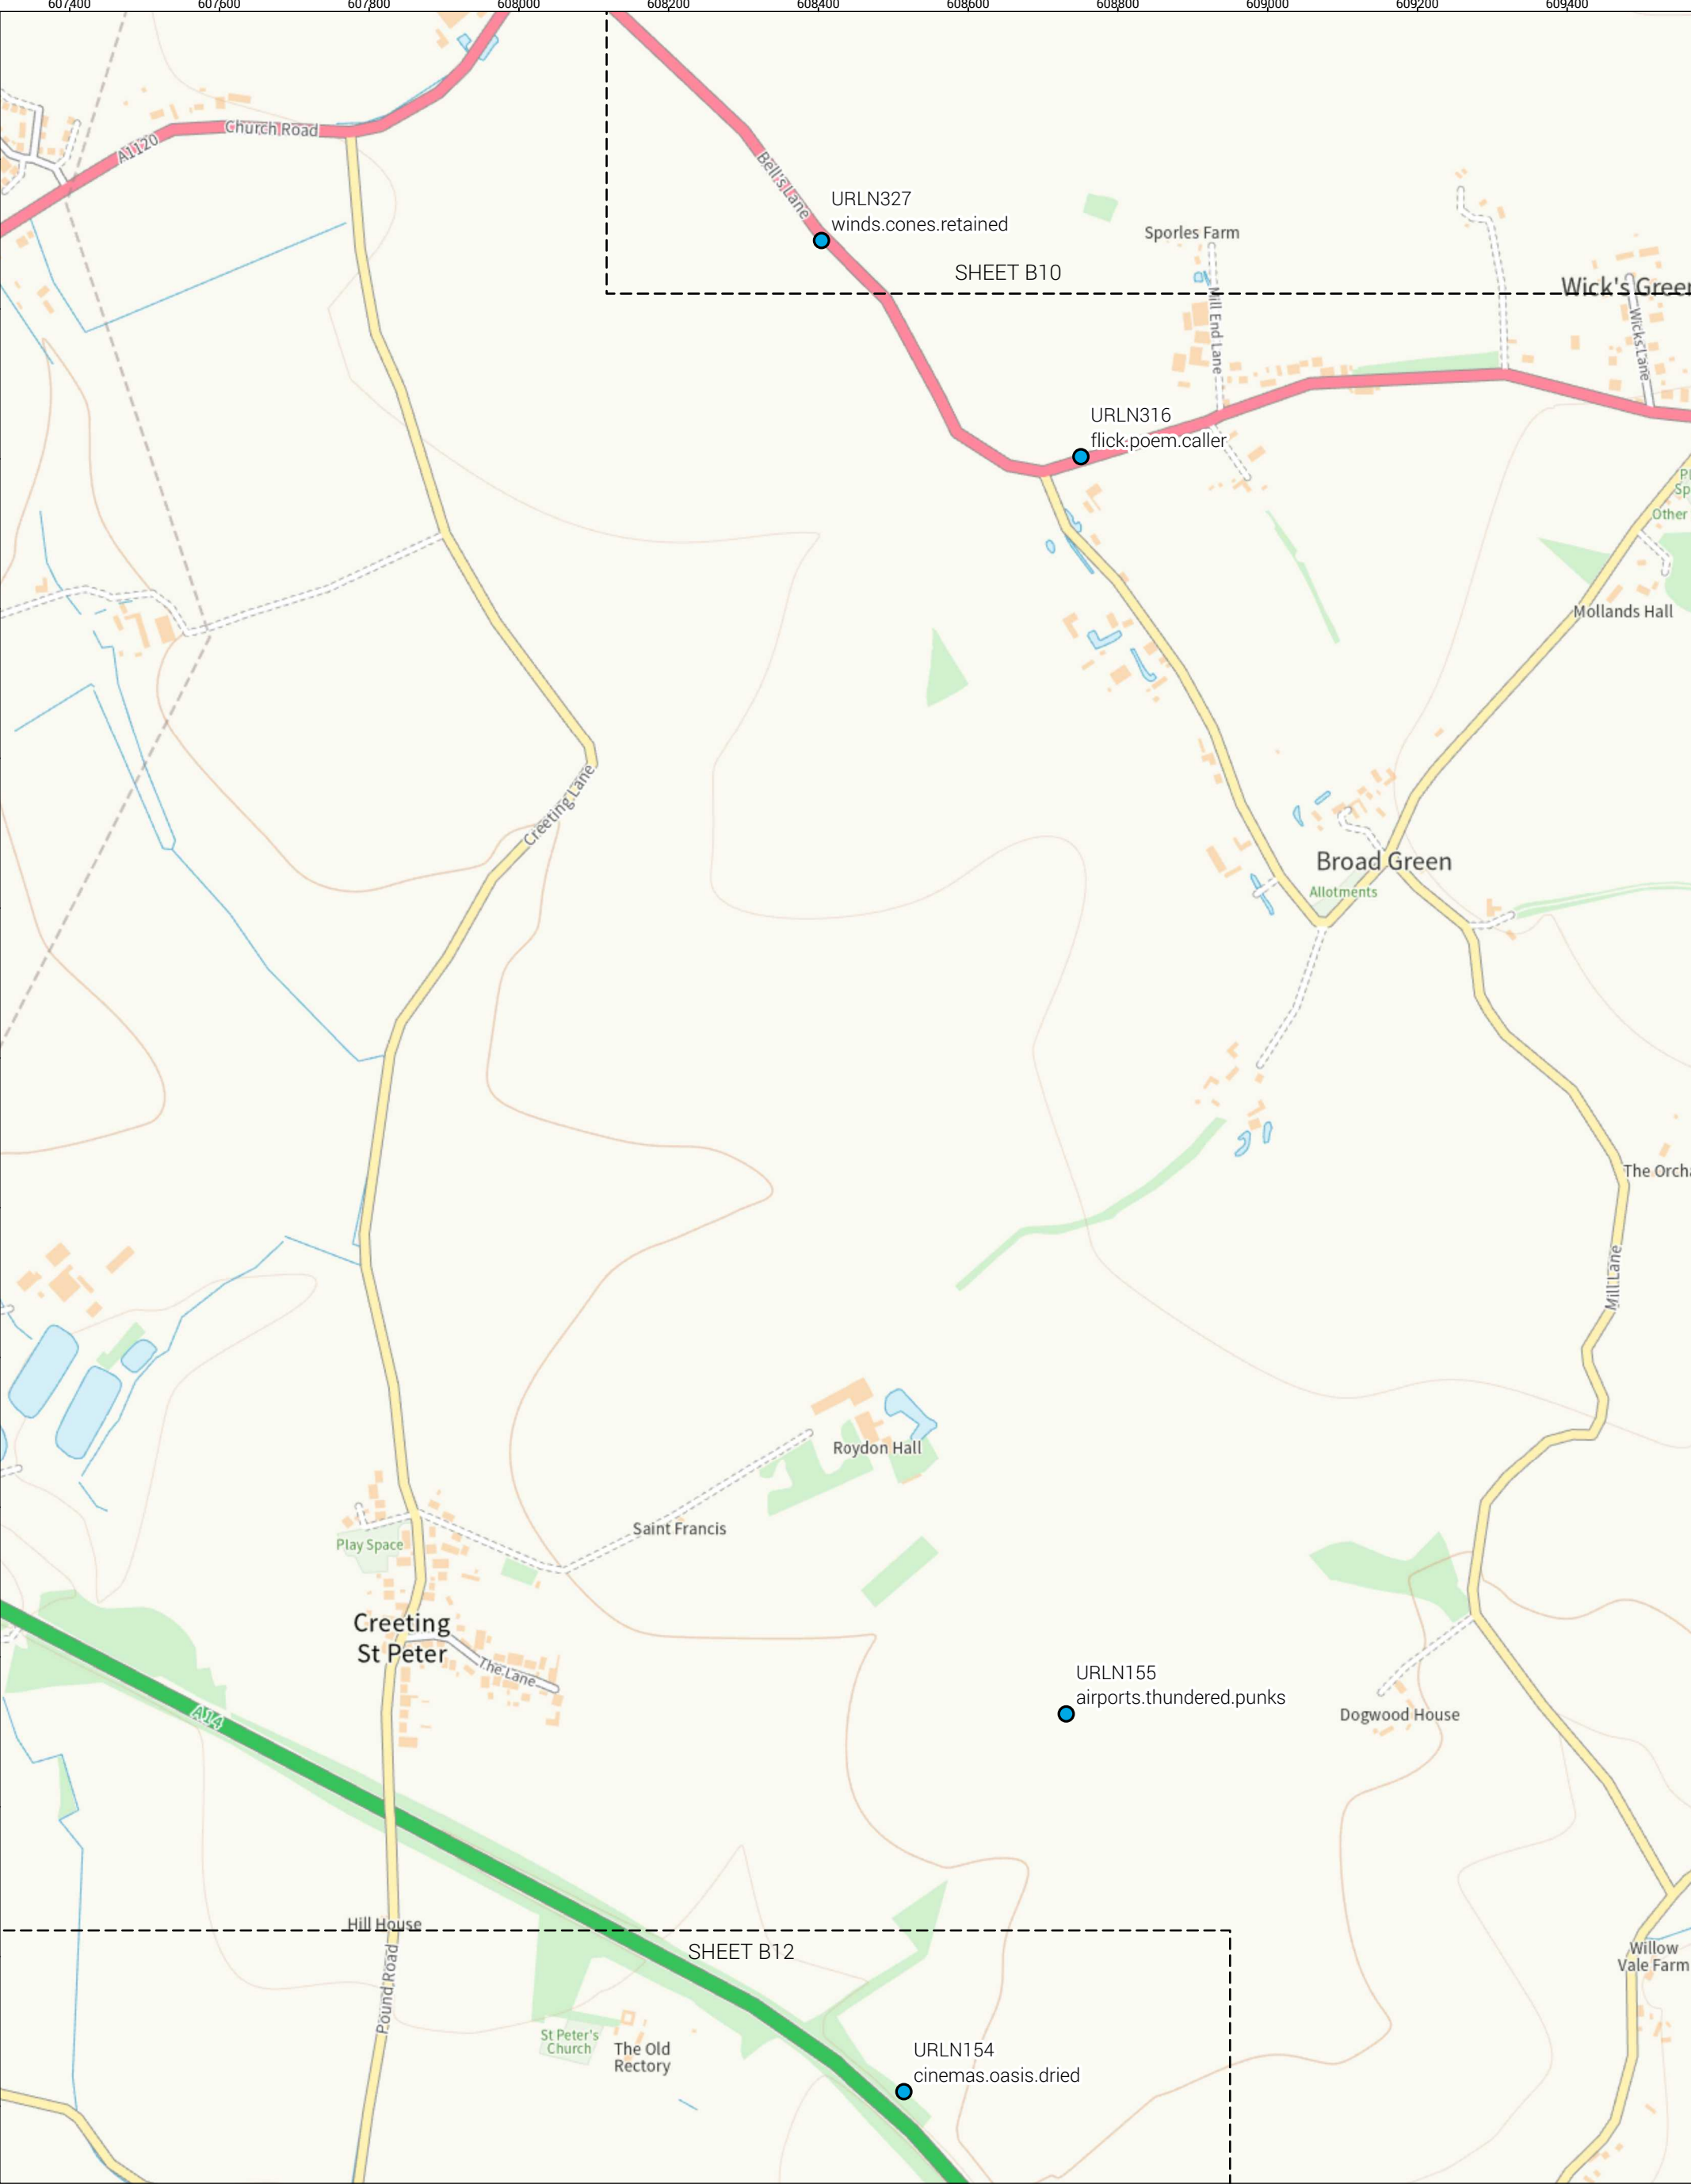 607400 607600 607800 608000 608200 608400 608600 608800 609000 609200 609400
Church Road
A1120
Bell's Lane
URLN327
winds.cones.retained
Sporles Farm
SHEET B10
Wick's Green
Mill End Lane
Wicks Lane
URLN316
flick.poem.caller
Other
Mollands Hall
Creeting Lane
Broad Green
Allotments
The Orcha
Mill Lane
Roydon Hall
Saint Francis
Play Space
Creeting
St Peter
The Lane
URLN155
airports.thundered.punks
A14
Dogwood House
Hill House
SHEET B12
Pound Road
Willow
Vale Farm
St Peter's
Church
The Old
Rectory
URLN154
cinemas.oasis.dried